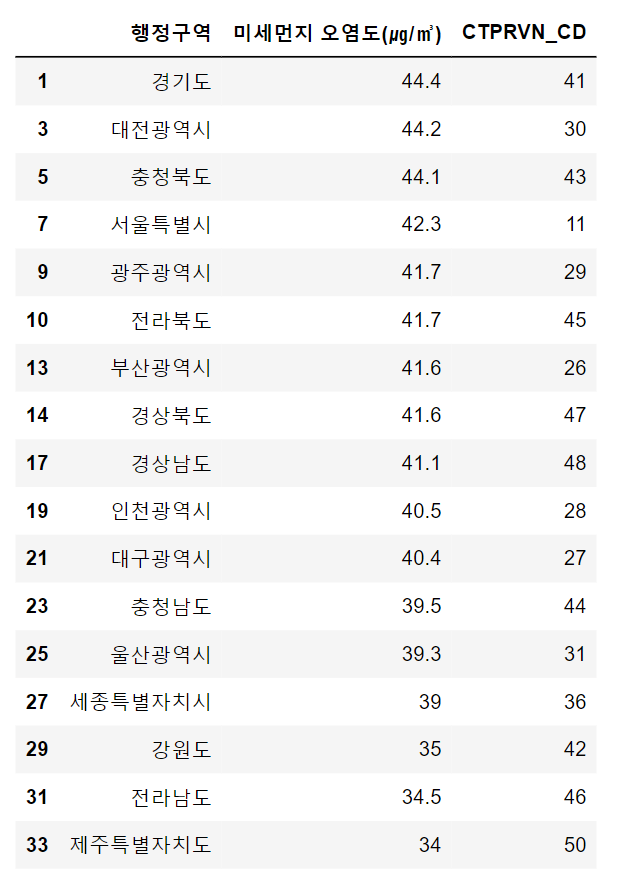 행정구역 미세먼지 오염도(㎍/㎥) CTPRVN_CD
1 경기도 44.4 41
3 대전광역시 44.2 30
5 충청북도 44.1 43
7 서울특별시 42.3 11
9 광주광역시 41.7 29
10 전라북도 41.7 45
13 부산광역시 41.6 26
14 경상북도 41.6 47
17 경상남도 41.1 48
19 인천광역시 40.5 28
21 대구광역시 40.4 27
23 충청남도 39.5 44
25 울산광역시 39.3 31
27 세종특별자치시 39 36
29 강원도 35 42
31 전라남도 34.5 46
33 제주특별자치도 34 50